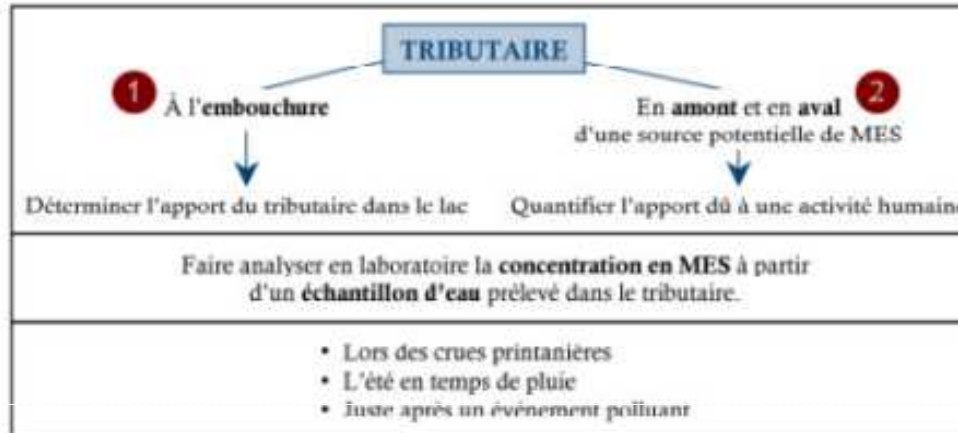 TRIBUTAIRE
1
À l'embouchure
Déterminer l'apport du tributaire dans le lac
En amont et en aval
2
d'une source potentielle de MES
Quantifier l'apport dû à une activité humaine
Faire analyser en laboratoire la concentration en MES à partir
d'un échantillon d'eau prélevé dans le tributaire.
• Lors des crues printanières
• L'été en temps de pluie
• Juste après un événement polluant